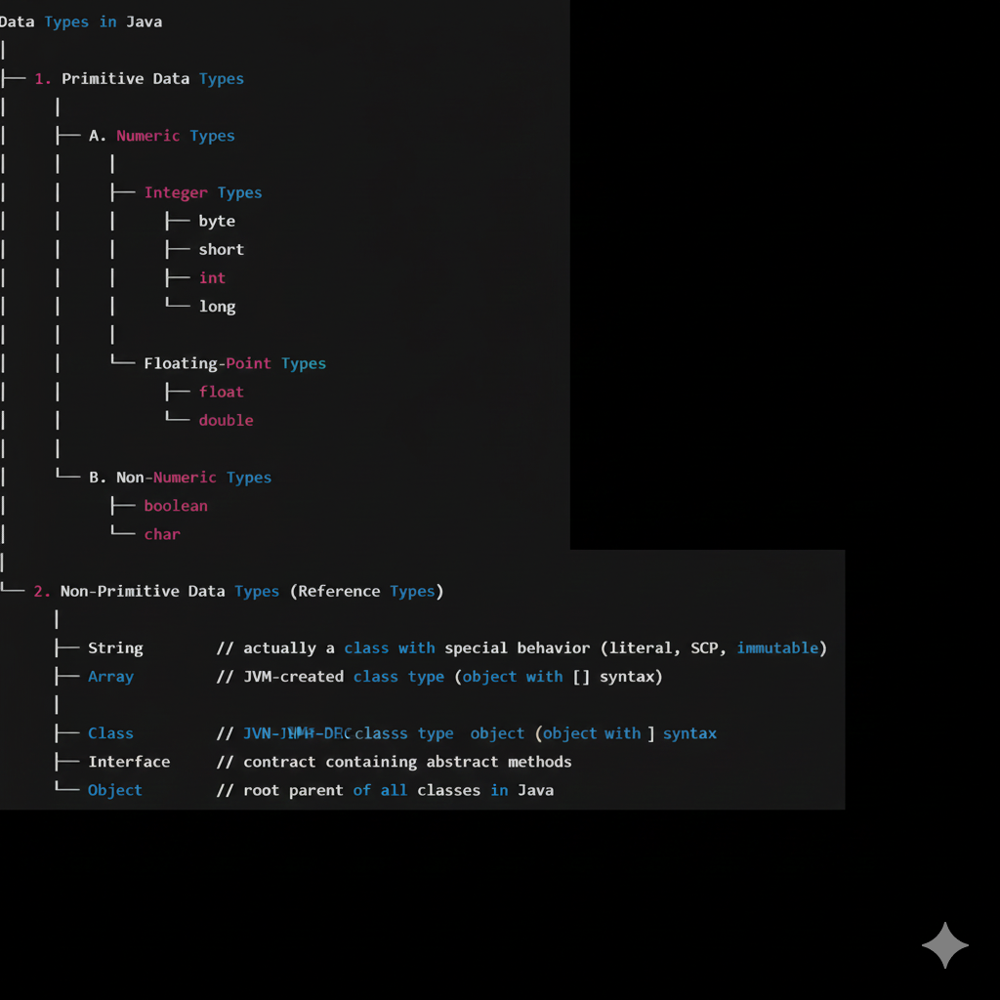 Data Types in Java
1. Primitive Data Types
A. Numeric Types
Integer Types
byte
short
int
long
Floating-Point Types
float
double
B. Non-Numeric Types
boolean
char
2. Non-Primitive Data Types (Reference Types)
String // actually a class with special behavior (literal, SCP, immutable)
Array // JVM-created class type (object with [] syntax)
Class // classs type object (object with ] syntax
Interface // contract containing abstract methods
Object // root parent of all classes in Java